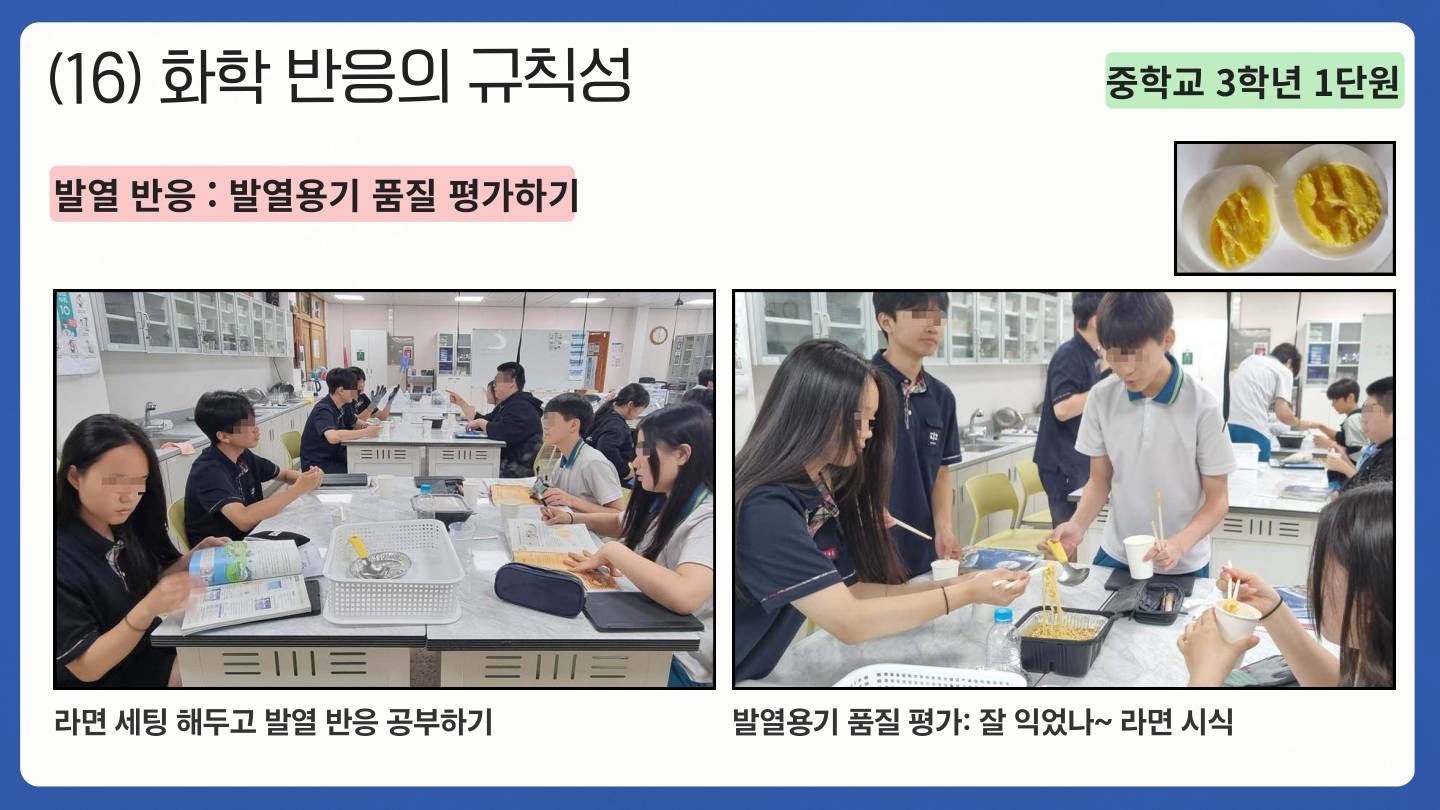 (16) 화학 반응의 규칙성
중학교 3학년 1단원
발열 반응 : 발열용기 품질 평가하기
라면 세팅 해두고 발열 반응 공부하기
발열용기 품질 평가: 잘 익었나~ 라면 시식